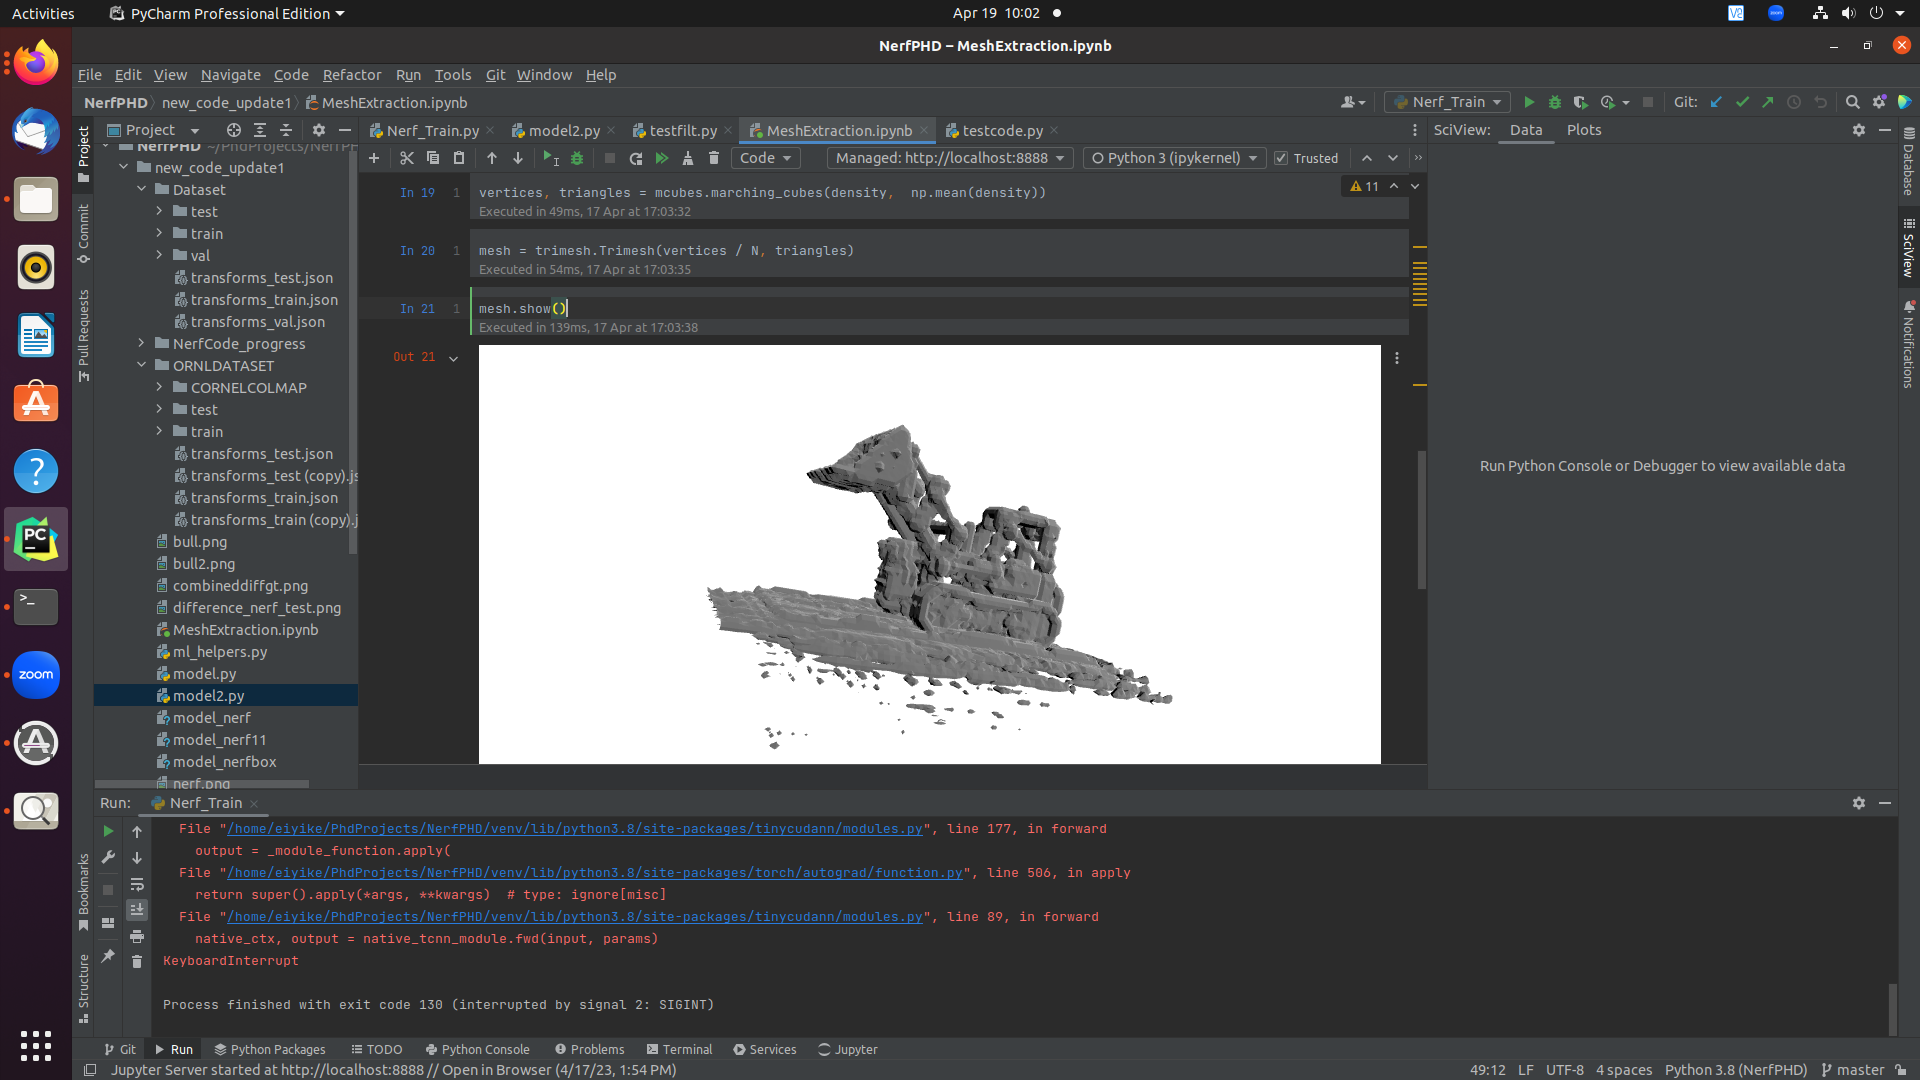 Activities
PyCharm Professional Edition
Apr 19 10:02
NerfPHD – MeshExtraction.ipynb
File Edit View Navigate Code Refactor Run Tools Git Window Help
NerfPHD new_code_update1 MeshExtraction.ipynb
Nerf_Train
Git:
Project
Nerf_Train.py model2.py testfilt.py MeshExtraction.ipynb testcode.py
SciView: Data Plots
Code Managed: http://localhost:8888 Python 3 (ipykernel) Trusted
Project
Commit
Pull Requests
Bookmarks
Structure
NerfPHD ~/PhdProjects/NerfPH
new_code_update1
Dataset
test
train
val
transforms_test.json
transforms_train.json
transforms_val.json
NerfCode_progress
ORNLDATASET
CORNELCOLMAP
test
train
transforms_test.json
transforms_test (copy).js
transforms_train.json
transforms_train (copy).j
bull.png
bull2.png
combineddiffgt.png
difference_nerf_test.png
MeshExtraction.ipynb
ml_helpers.py
model.py
model2.py
model_nerf
model_nerf11
model_nerfbox
nerf.png
In 19 1 vertices, triangles = mcubes.marching_cubes(density, np.mean(density))
11
Executed in 49ms, 17 Apr at 17:03:32
In 20 1 mesh = trimesh.Trimesh(vertices / N, triangles)
Executed in 54ms, 17 Apr at 17:03:35
In 21 1 mesh.show()
Executed in 139ms, 17 Apr at 17:03:38
Out 21
Run Python Console or Debugger to view available data
Database
SciView
Notifications
PC
zoom
Run: Nerf_Train
File "/home/eiyike/PhdProjects/NerfPHD/venv/lib/python3.8/site-packages/tinycudann/modules.py", line 177, in forward
output = _module_function.apply(
File "/home/eiyike/PhdProjects/NerfPHD/venv/lib/python3.8/site-packages/torch/autograd/function.py", line 506, in apply
return super().apply(*args, **kwargs)  # type: ignore[misc]
File "/home/eiyike/PhdProjects/NerfPHD/venv/lib/python3.8/site-packages/tinycudann/modules.py", line 89, in forward
native_ctx, output = native_tcnn_module.fwd(input, params)
KeyboardInterrupt
Process finished with exit code 130 (interrupted by signal 2: SIGINT)
Git Run Python Packages TODO Python Console Problems Terminal Services Jupyter
Jupyter Server started at http://localhost:8888 // Open in Browser (4/17/23, 1:54 PM)
49:12 LF UTF-8 4 spaces Python 3.8 (NerfPHD) master